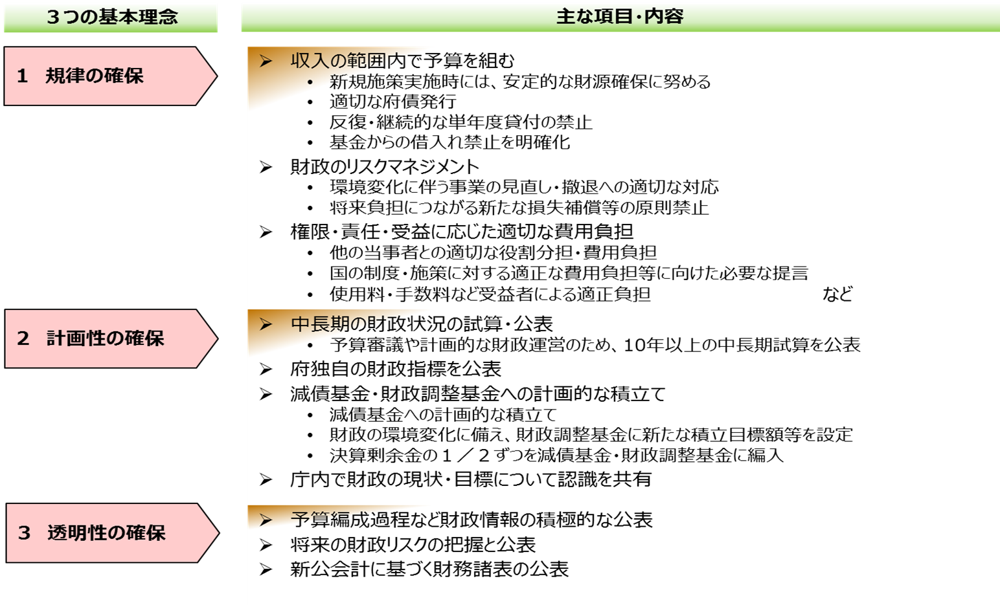 ３つの基本理念
主な項目・内容
1 規律の確保
➢ 収入の範囲内で予算を組む
• 新規施策実施時には、安定的な財源確保に努める
• 適切な府債発行
• 反復・継続的な単年度貸付の禁止
• 基金からの借入れ禁止を明確化
➢ 財政のリスクマネジメント
• 環境変化に伴う事業の見直し・撤退への適切な対応
• 将来負担につながる新たな損失補償等の原則禁止
➢ 権限・責任・受益に応じた適切な費用負担
• 他の当事者との適切な役割分担・費用負担
• 国の制度・施策に対する適正な費用負担等に向けた必要な提言
• 使用料・手数料など受益者による適正負担 など
2 計画性の確保
➢ 中長期の財政状況の試算・公表
• 予算審議や計画的な財政運営のため、10年以上の中長期試算を公表
➢ 府独自の財政指標を公表
➢ 減債基金・財政調整基金への計画的な積立て
• 減債基金への計画的な積立て
• 財政の環境変化に備え、財政調整基金に新たな積立目標額等を設定
• 決算剰余金の１／２ずつを減債基金・財政調整基金に編入
➢ 庁内で財政の現状・目標について認識を共有
3 透明性の確保
➢ 予算編成過程など財政情報の積極的な公表
➢ 将来の財政リスクの把握と公表
➢ 新公会計に基づく財務諸表の公表